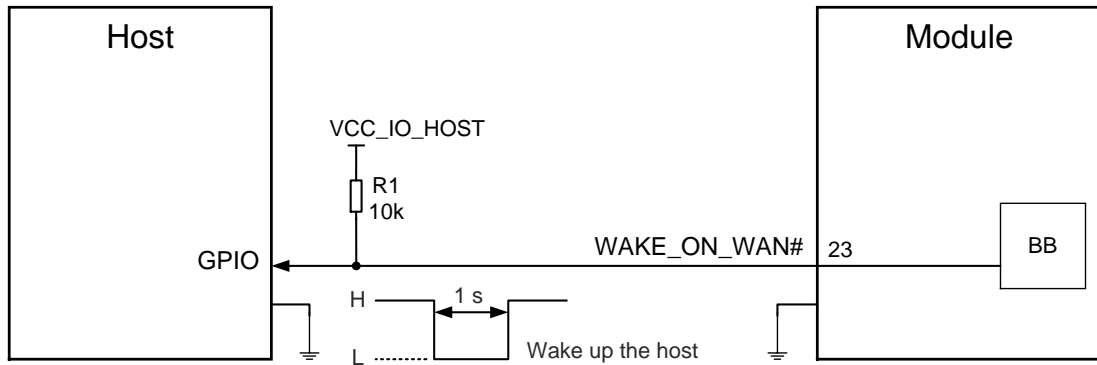 Host
Module
VCC_IO_HOST
R1
10k
WAKE_ON_WAN#
23
BB
GPIO
H
1 s
L
Wake up the host